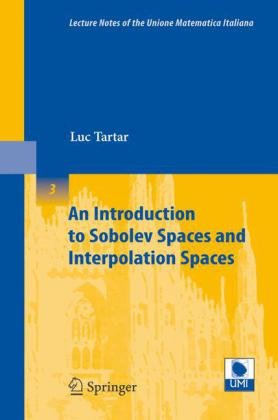 Lecture Notes of the Unione Matematica Italiana
Luc Tartar
3
An Introduction
to Sobolev Spaces and
Interpolation Spaces
Springer
UMI